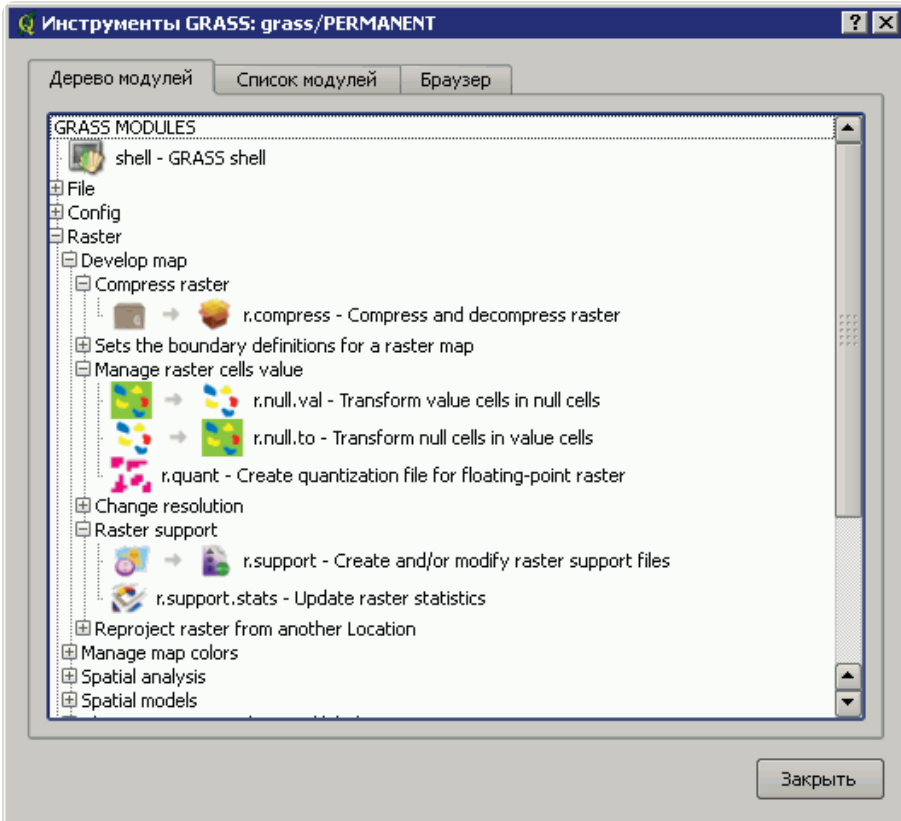 Инструменты GRASS: grass/PERMANENT
Дерево модулей
Список модулей
Браузер
GRASS MODULES
shell - GRASS shell
File
Config
Raster
Develop map
Compress raster
r.compress - Compress and decompress raster
Sets the boundary definitions for a raster map
Manage raster cells value
r.null.val - Transform value cells in null cells
r.null.to - Transform null cells in value cells
r.quant - Create quantization file for floating-point raster
Change resolution
Raster support
r.support - Create and/or modify raster support files
r.support.stats - Update raster statistics
Reproject raster from another Location
Manage map colors
Spatial analysis
Spatial models
Закрыть